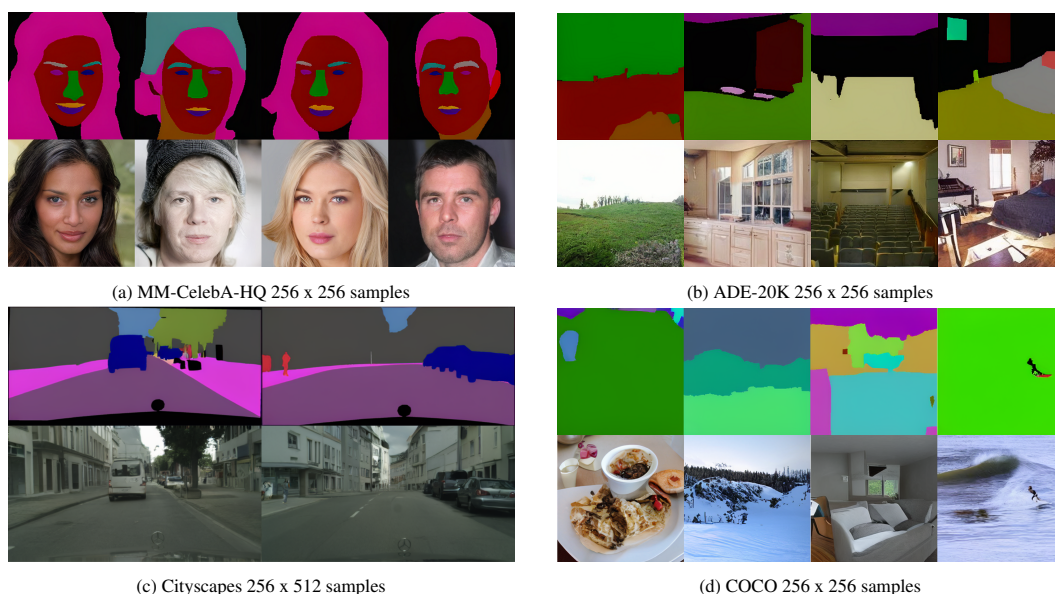 (a) MM-CelebA-HQ 256 x 256 samples
(b) ADE-20K 256 x 256 samples
(c) Cityscapes 256 x 512 samples
(d) COCO 256 x 256 samples